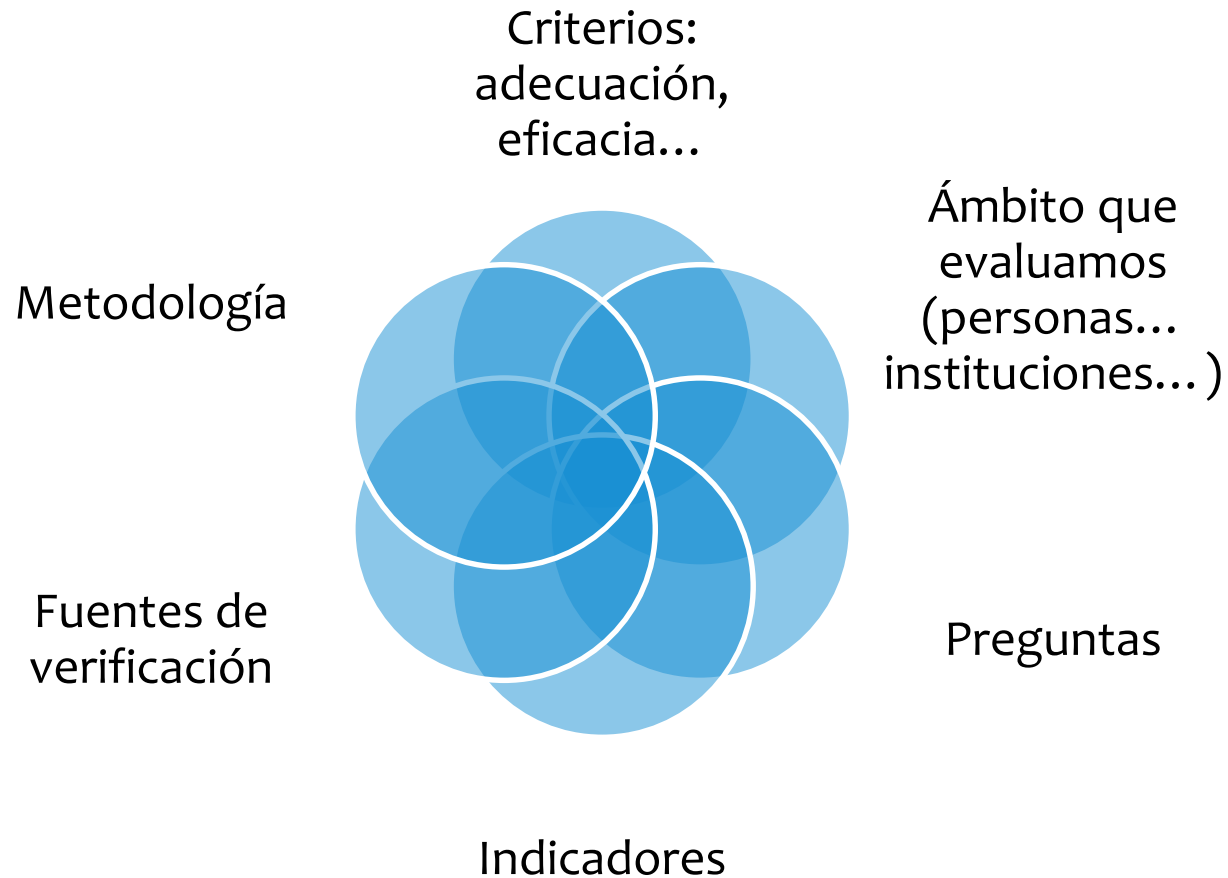 Criterios:
adecuación,
eficacia...
Ámbito que
evaluamos
(personas...
instituciones... )
Preguntas
Indicadores
Fuentes de
verificación
Metodología